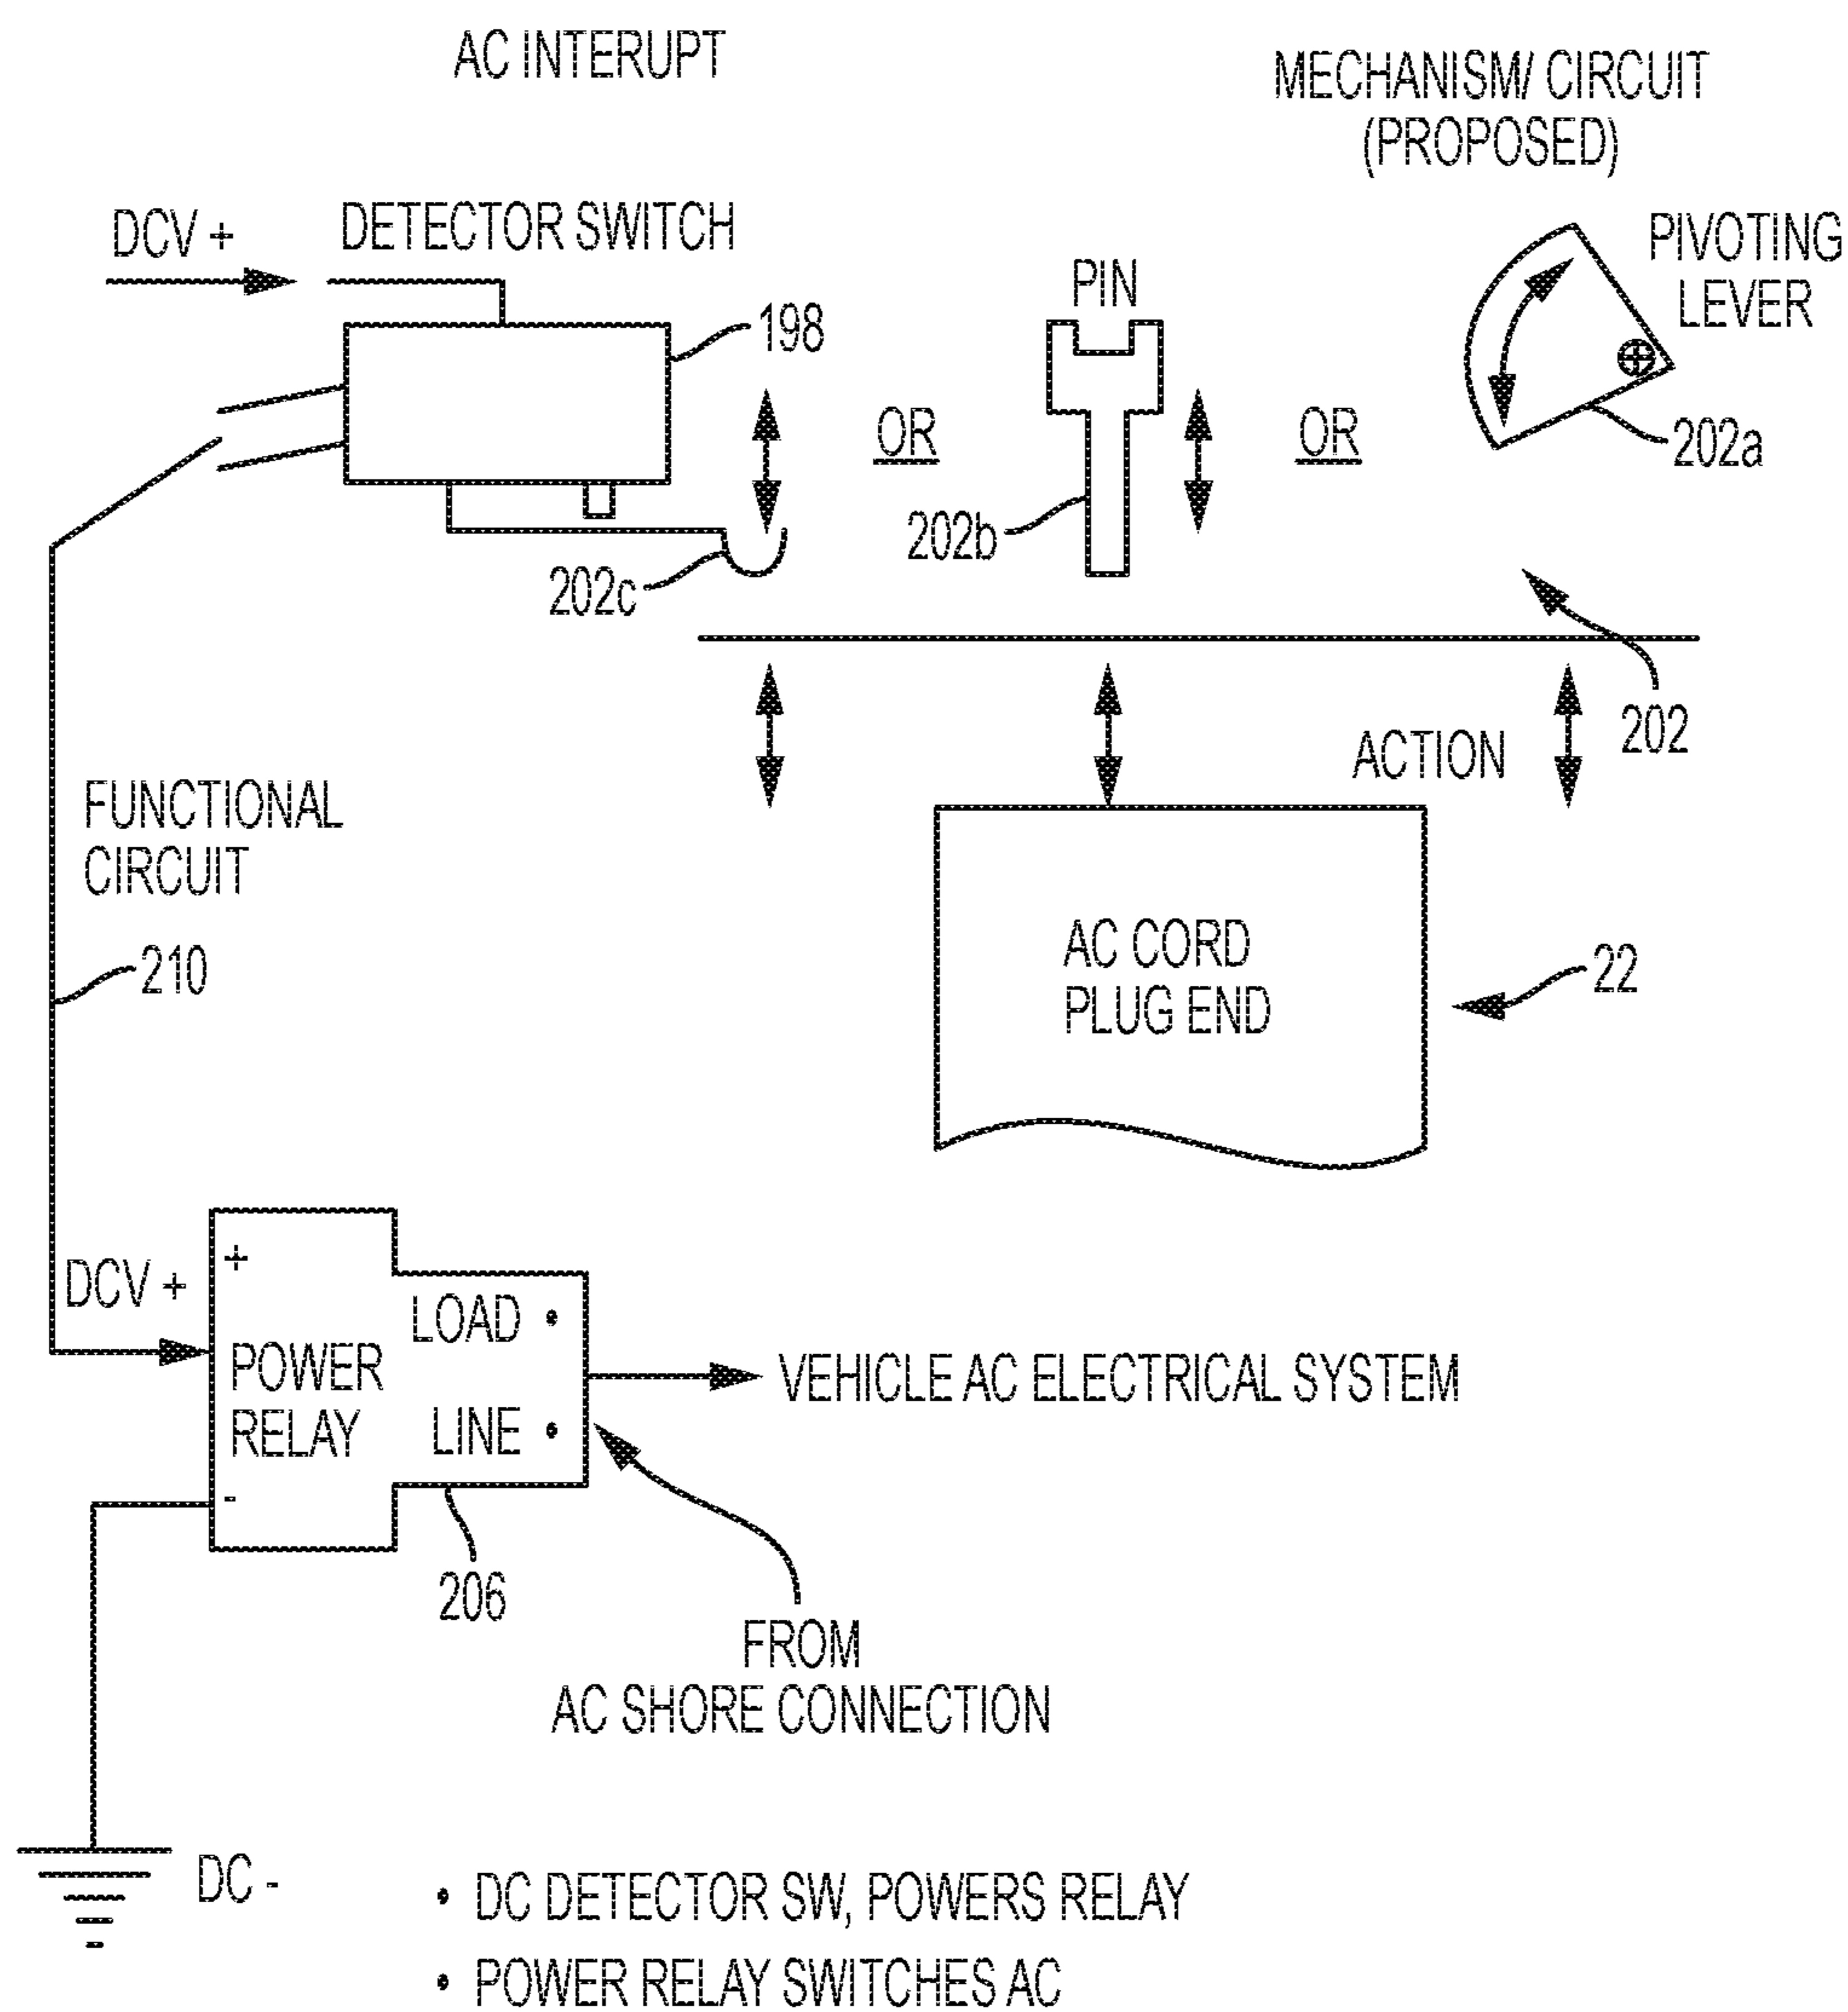 AC INTERUPT
MECHANISM/ CIRCUIT
(PROPOSED)
DCV +
DETECTOR SWITCH
198
PIN
PIVOTING
LEVER
OR
OR
202a
202b
202c
202
ACTION
FUNCTIONAL
CIRCUIT
210
AC CORD
PLUG END
22
DCV +
+
POWER
RELAY
-
LOAD •
LINE •
VEHICLE AC ELECTRICAL SYSTEM
206
FROM
AC SHORE CONNECTION
DC -
• DC DETECTOR SW, POWERS RELAY
• POWER RELAY SWITCHES AC